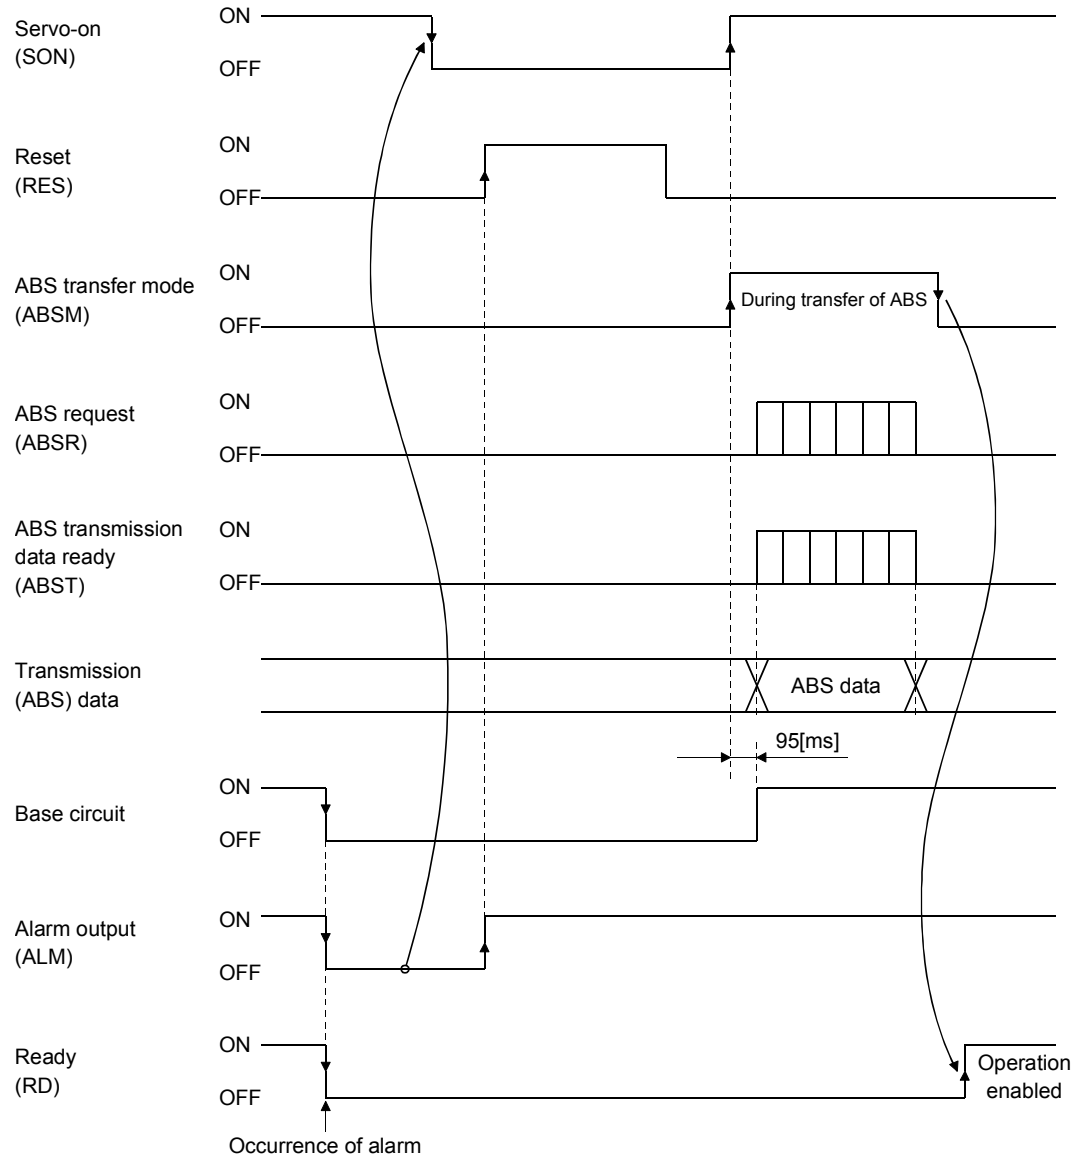 Servo-on
(SON)
ON
OFF
Reset
(RES)
ON
OFF
ABS transfer mode
(ABSM)
ON
OFF
During transfer of ABS
ABS request
(ABSR)
ON
OFF
ABS transmission
data ready
(ABST)
ON
OFF
Transmission
(ABS) data
ABS data
95[ms]
Base circuit
ON
OFF
Alarm output
(ALM)
ON
OFF
Ready
(RD)
ON
OFF
Operation
enabled
Occurrence of alarm